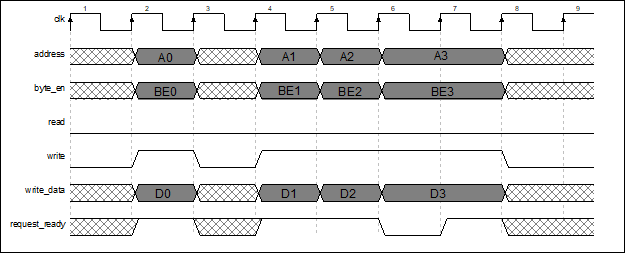 clk 1 2 3 4 5 6 7 8 9
address A0 A1 A2 A3
byte_en BE0 BE1 BE2 BE3
read
write
write_data D0 D1 D2 D3
request_ready